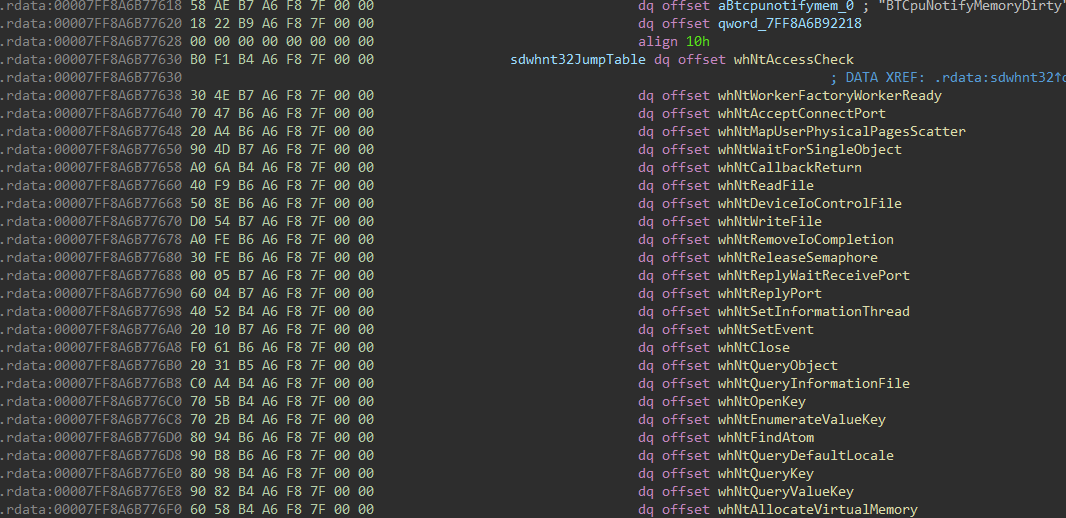 .rdata:00007FF8A6B77618 58 AE B7 A6 F8 7F 00 00 dq offset aBtcpunotifymem_0 ; "BTCpuNotifyMemoryDirty"
.rdata:00007FF8A6B77620 18 22 B9 A6 F8 7F 00 00 dq offset qword_7FF8A6B92218
.rdata:00007FF8A6B77628 00 00 00 00 00 00 00 00 align 10h
.rdata:00007FF8A6B77630 B0 F1 B4 A6 F8 7F 00 00 sdwhnt32JumpTable dq offset whNtAccessCheck
.rdata:00007FF8A6B77630 ; DATA XREF: .rdata:sdwhnt32↑o
.rdata:00007FF8A6B77638 30 4E B7 A6 F8 7F 00 00 dq offset whNtWorkerFactoryWorkerReady
.rdata:00007FF8A6B77640 70 47 B6 A6 F8 7F 00 00 dq offset whNtAcceptConnectPort
.rdata:00007FF8A6B77648 20 A4 B6 A6 F8 7F 00 00 dq offset whNtMapUserPhysicalPagesScatter
.rdata:00007FF8A6B77650 90 4D B7 A6 F8 7F 00 00 dq offset whNtWaitForSingleObject
.rdata:00007FF8A6B77658 A0 6A B4 A6 F8 7F 00 00 dq offset whNtCallbackReturn
.rdata:00007FF8A6B77660 40 F9 B6 A6 F8 7F 00 00 dq offset whNtReadFile
.rdata:00007FF8A6B77668 50 8E B6 A6 F8 7F 00 00 dq offset whNtDeviceIoControlFile
.rdata:00007FF8A6B77670 D0 54 B7 A6 F8 7F 00 00 dq offset whNtWriteFile
.rdata:00007FF8A6B77678 A0 FE B6 A6 F8 7F 00 00 dq offset whNtRemoveIoCompletion
.rdata:00007FF8A6B77680 30 FE B6 A6 F8 7F 00 00 dq offset whNtReleaseSemaphore
.rdata:00007FF8A6B77688 00 05 B7 A6 F8 7F 00 00 dq offset whNtReplyWaitReceivePort
.rdata:00007FF8A6B77690 60 04 B7 A6 F8 7F 00 00 dq offset whNtReplyPort
.rdata:00007FF8A6B77698 40 52 B4 A6 F8 7F 00 00 dq offset whNtSetInformationThread
.rdata:00007FF8A6B776A0 20 10 B7 A6 F8 7F 00 00 dq offset whNtSetEvent
.rdata:00007FF8A6B776A8 F0 61 B6 A6 F8 7F 00 00 dq offset whNtClose
.rdata:00007FF8A6B776B0 20 31 B5 A6 F8 7F 00 00 dq offset whNtQueryObject
.rdata:00007FF8A6B776B8 C0 A4 B4 A6 F8 7F 00 00 dq offset whNtQueryInformationFile
.rdata:00007FF8A6B776C0 70 5B B4 A6 F8 7F 00 00 dq offset whNtOpenKey
.rdata:00007FF8A6B776C8 70 2B B4 A6 F8 7F 00 00 dq offset whNtEnumerateValueKey
.rdata:00007FF8A6B776D0 80 94 B6 A6 F8 7F 00 00 dq offset whNtFindAtom
.rdata:00007FF8A6B776D8 90 B8 B6 A6 F8 7F 00 00 dq offset whNtQueryDefaultLocale
.rdata:00007FF8A6B776E0 80 98 B4 A6 F8 7F 00 00 dq offset whNtQueryKey
.rdata:00007FF8A6B776E8 90 82 B4 A6 F8 7F 00 00 dq offset whNtQueryValueKey
.rdata:00007FF8A6B776F0 60 58 B4 A6 F8 7F 00 00 dq offset whNtAllocateVirtualMemory